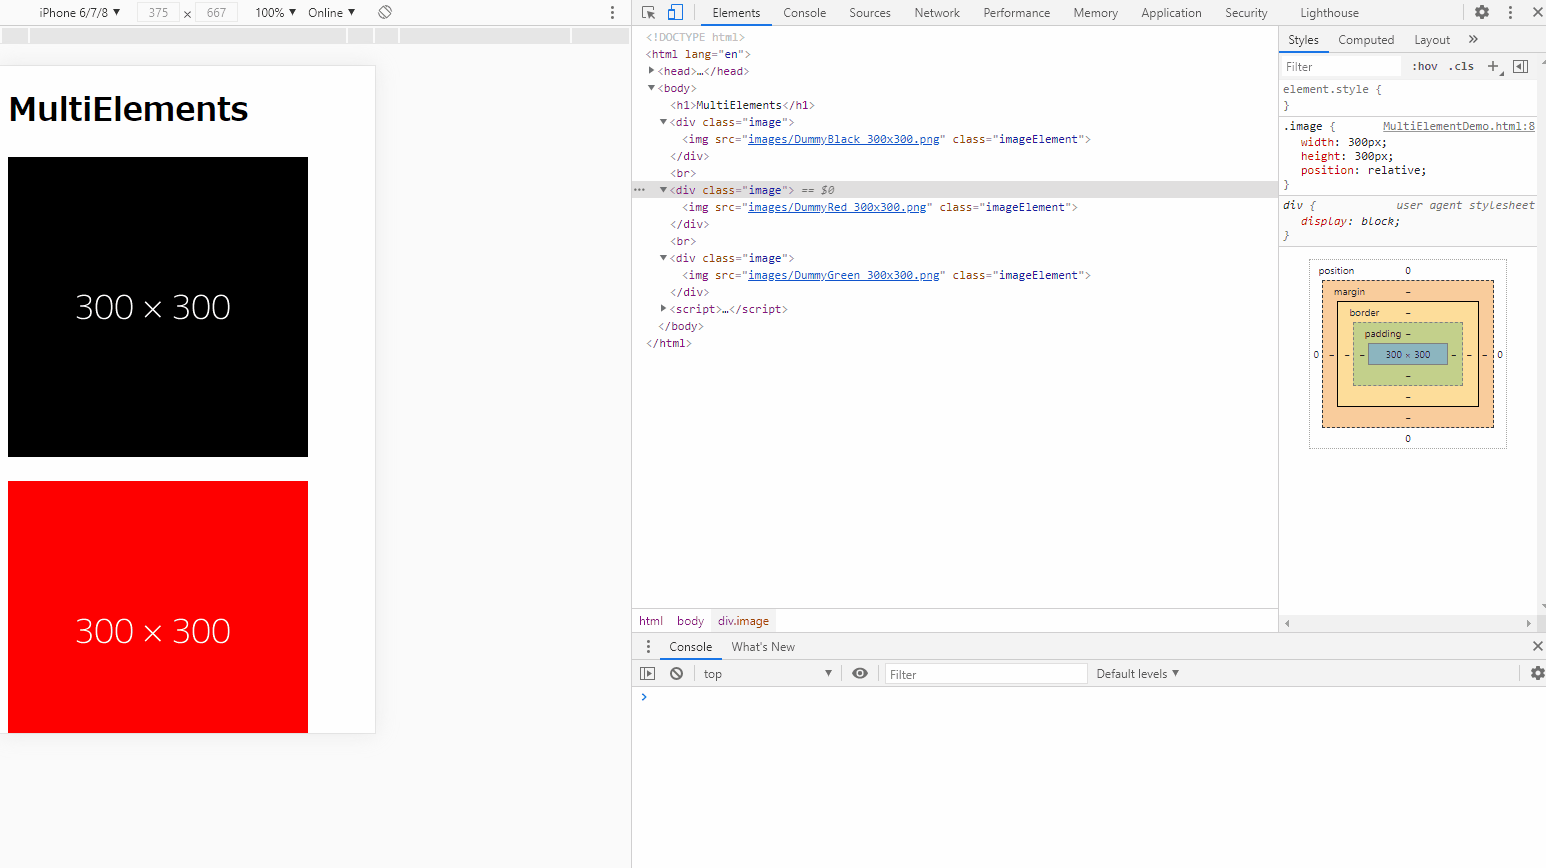 iPhone 6/7/8 ▼ 375 × 667 100% ▼ Online ▼
MultiElements
300 × 300
300 × 300
Elements Console Sources Network Performance Memory Application Security Lighthouse
<!DOCTYPE html>
<html lang="en">
▶<head>…</head>
▼<body>
<h1>MultiElements</h1>
▼<div class="image">
<img src="images/DummyBlack_300x300.png" class="imageElement">
</div>
<br>
… ▼<div class="image"> == $0
<img src="images/DummyRed_300x300.png" class="imageElement">
</div>
<br>
▼<div class="image">
<img src="images/DummyGreen_300x300.png" class="imageElement">
</div>
▶<script>…</script>
</body>
</html>
html body div.image
Styles Computed Layout »
Filter :hov .cls +
element.style {
}
.image { MultiElementDemo.html:8
width: 300px;
height: 300px;
position: relative;
}
div { user agent stylesheet
display: block;
}
position 0
margin –
border –
padding –
0 – – – 300 × 300 – – – 0
–
–
–
0
Console What's New
top ▼ Filter Default levels ▼
>